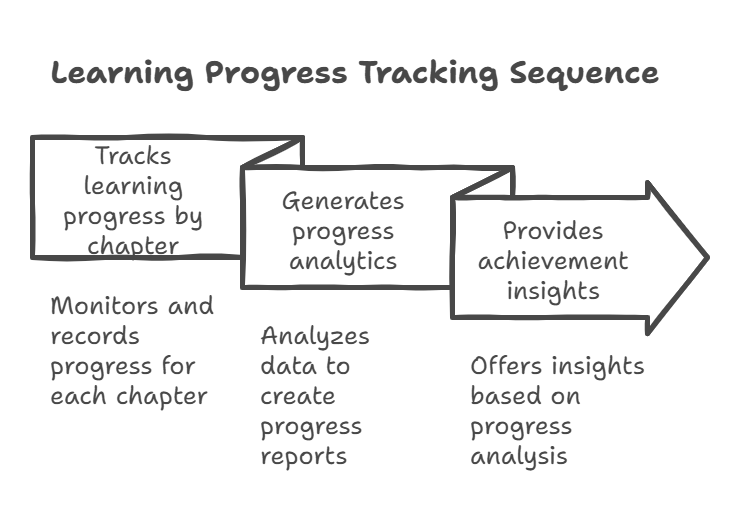 Learning Progress Tracking Sequence
Tracks
learning
progress by
chapter
Generates
progress
analytics
Provides
achievement
insights
Monitors and
records
progress for
each chapter
Analyzes
data to
create
progress
reports
Offers insights
based on
progress
analysis